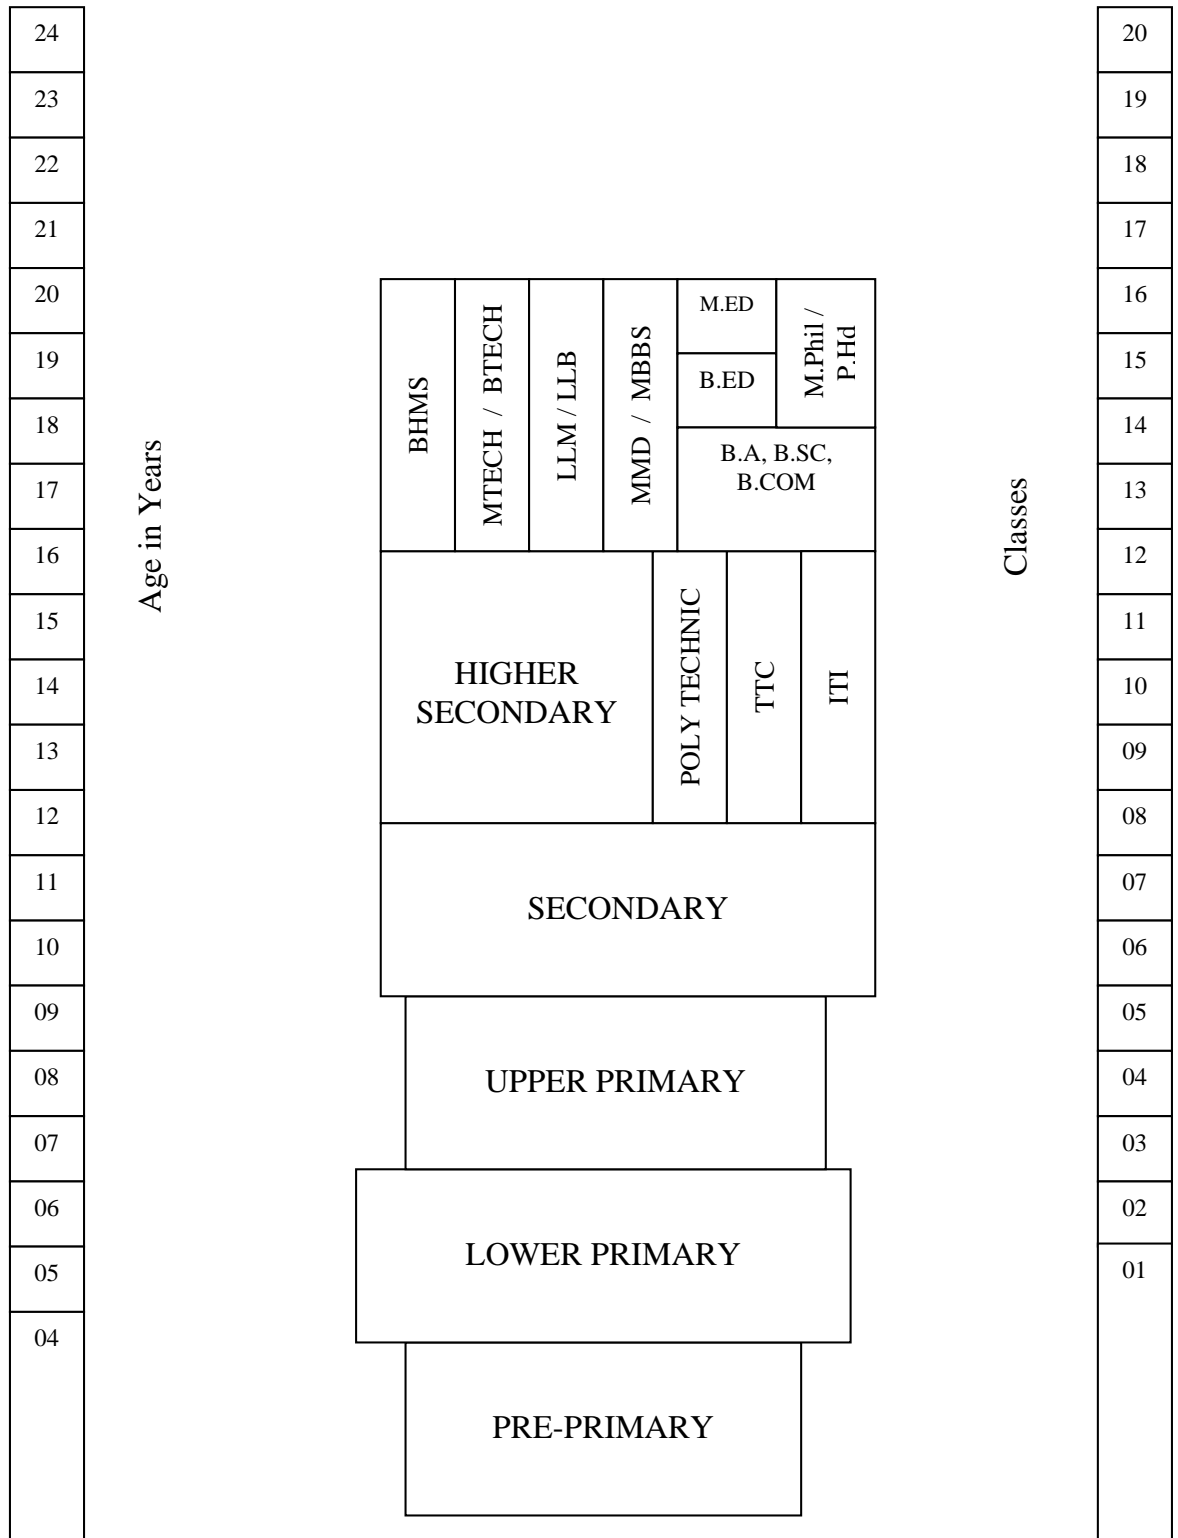 24
23
22
21
20
19
18
17
16
15
14
13
12
11
10
09
08
07
06
05
04
Age in Years
BHMS
MTECH / BTECH
LLM / LLB
MMD / MBBS
M.ED
B.ED
M.Phil /
P.Hd
B.A, B.SC,
B.COM
HIGHER
SECONDARY
POLY TECHNIC
TTC
ITI
SECONDARY
UPPER PRIMARY
LOWER PRIMARY
PRE-PRIMARY
Classes
20
19
18
17
16
15
14
13
12
11
10
09
08
07
06
05
04
03
02
01